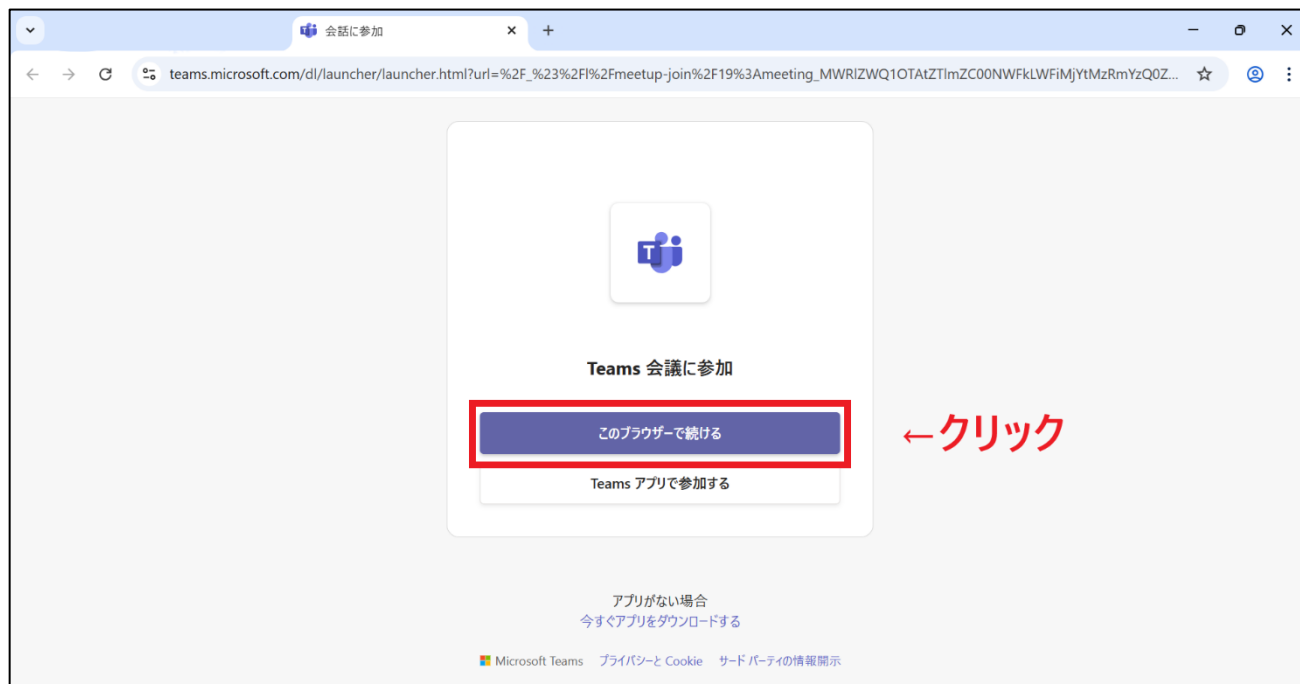 会話に参加
teams.microsoft.com/dl/launcher/launcher.html?url=%2F_%23%2Fl%2Fmeetup-join%2F19%3Ameeting_MWRlZWQ1OTAtZTlmZC00NWFkLWFiMjYtMzRmYzQ0Z...
T
Teams 会議に参加
このブラウザーで続ける
←クリック
Teams アプリで参加する
アプリがない場合
今すぐアプリをダウンロードする
Microsoft Teams プライバシーと Cookie サード パーティの情報開示